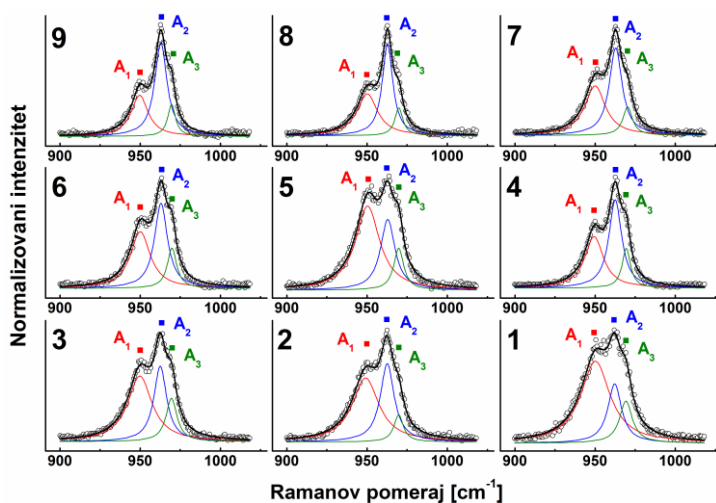 Normalizovani intenzitet
9
A₁
A₂
A₃
900 950 1000
8
A₁
A₂
A₃
900 950 1000
7
A₁
A₂
A₃
900 950 1000
6
A₁
A₂
A₃
900 950 1000
5
A₁
A₂
A₃
900 950 1000
4
A₁
A₂
A₃
900 950 1000
3
A₁
A₂
A₃
900 950 1000
2
A₁
A₂
A₃
900 950 1000
1
A₁
A₂
A₃
900 950 1000
Ramanov pomeraj [cm⁻¹]